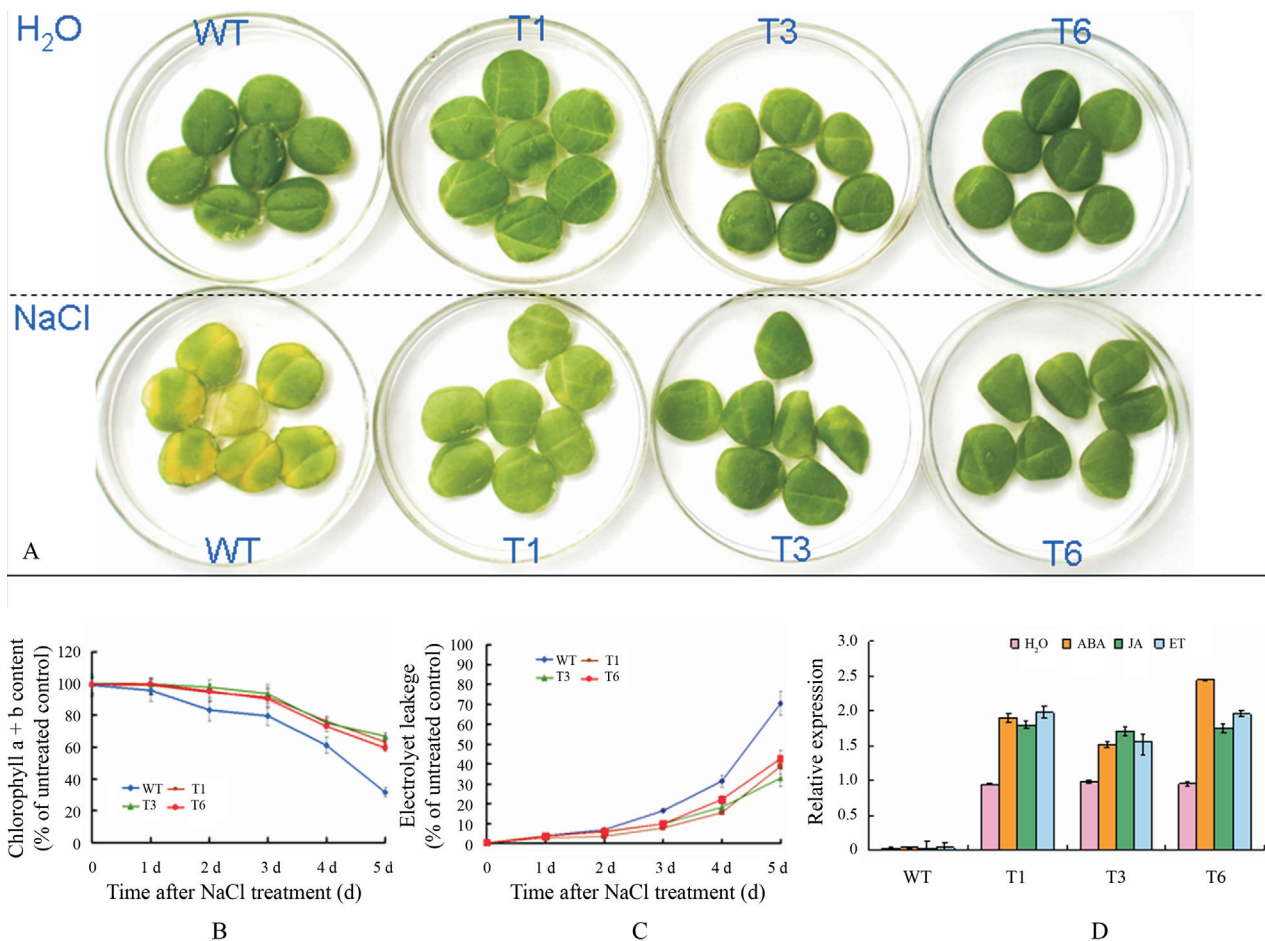 H₂O
WT T1 T3 T6
NaCl
WT T1 T3 T6
A
Chlorophyll a + b content
(% of untreated control)
120
100
80
60
40
20
0
WT T1
T3 T6
0 1 d 2 d 3 d 4 d 5 d
Time after NaCl treatment (d)
B
Electrolyet leakege
(% of untreated control)
100
90
80
70
60
50
40
30
20
10
0
WT T1
T3 T6
0 1 d 2 d 3 d 4 d 5 d
Time after NaCl treatment (d)
C
Relative expression
3.0
2.5
2.0
1.5
1.0
0.5
0
H₂O ABA JA ET
WT T1 T3 T6
D